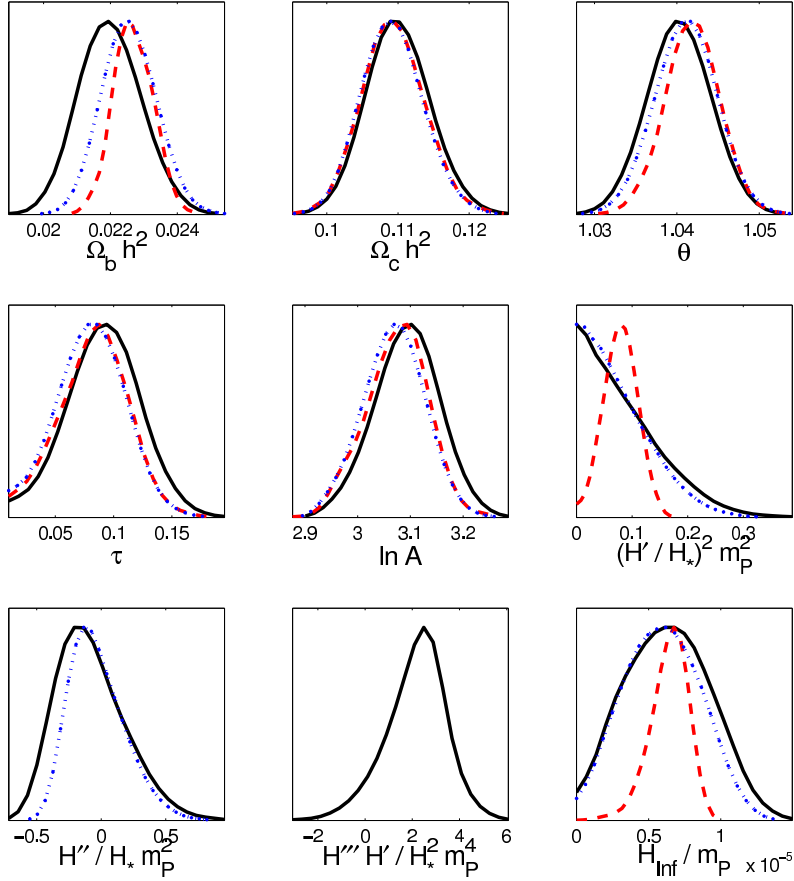 0.02 0.022 0.024
Ω_b h^2
0.1 0.11 0.12
Ω_c h^2
1.03 1.04 1.05
θ
0.05 0.1 0.15
τ
2.9 3 3.1 3.2
ln A
0 0.1 0.2 0.3
(H′ / H_*)^2 m_P^2
−0.5 0 0.5
H″ / H_* m_P^2
−2 0 2 4 6
H‴ H′ / H_*^2 m_P^4
0 0.5 1
H_Inf / m_P x 10^-5